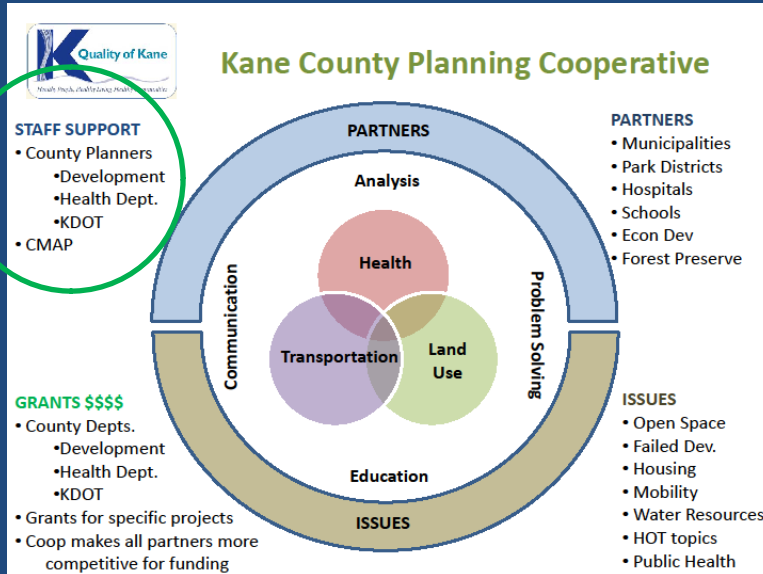 Quality of Kane
Kane County Planning Cooperative
STAFF SUPPORT
• County Planners
•Development
•Health Dept.
•KDOT
• CMAP
PARTNERS
Analysis
Health
Transportation
Land
Use
Communication
Problem Solving
Education
ISSUES
PARTNERS
• Municipalities
• Park Districts
• Hospitals
• Schools
• Econ Dev
• Forest Preserve
GRANTS $$$$
• County Depts.
•Development
•Health Dept.
•KDOT
• Grants for specific projects
• Coop makes all partners more
competitive for funding
ISSUES
• Open Space
• Failed Dev.
• Housing
• Mobility
• Water Resources
• HOT topics
• Public Health